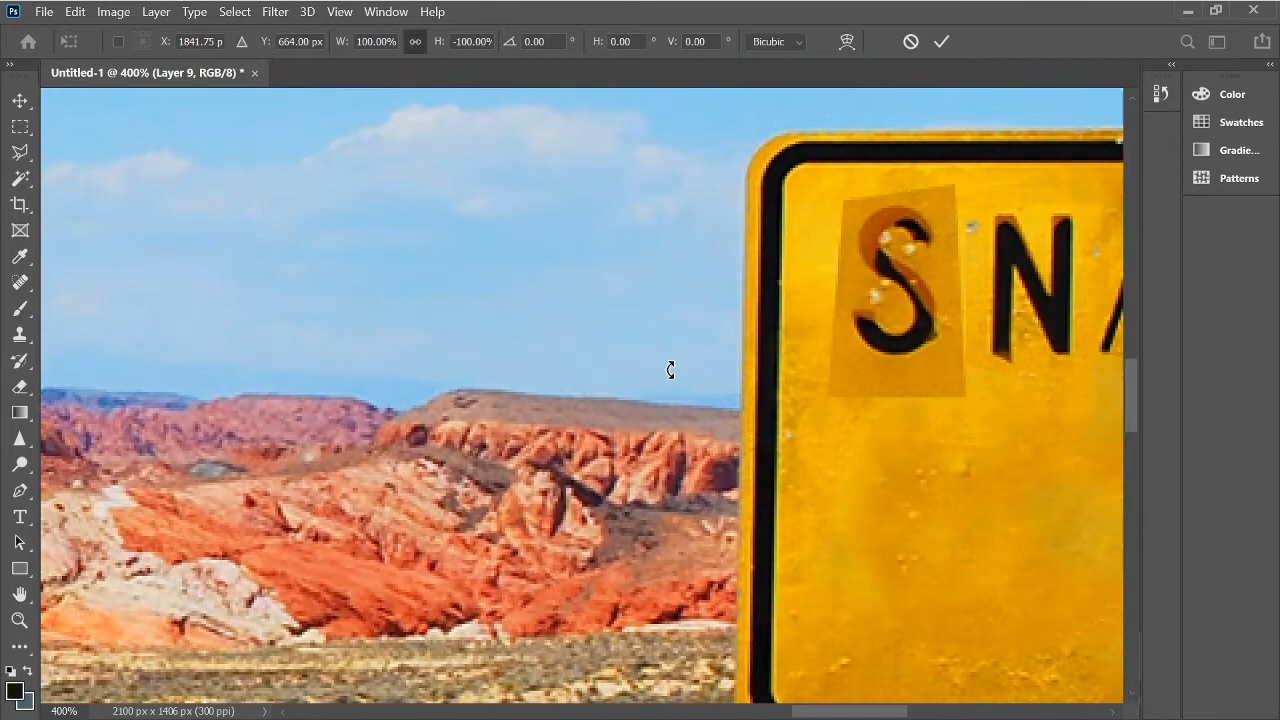 Ps File Edit Image Layer Type Select Filter 3D View Window Help
X: 1841.75 p Y: 664.00 px W: 100.00% H: -100.00% 0.00 ° H: 0.00 ° V: 0.00 ° Bicubic
Untitled-1 @ 400% (Layer 9, RGB/8) * ×
Color
Swatches
Gradie...
Patterns
S N
400% 2100 px x 1406 px (300 ppi)